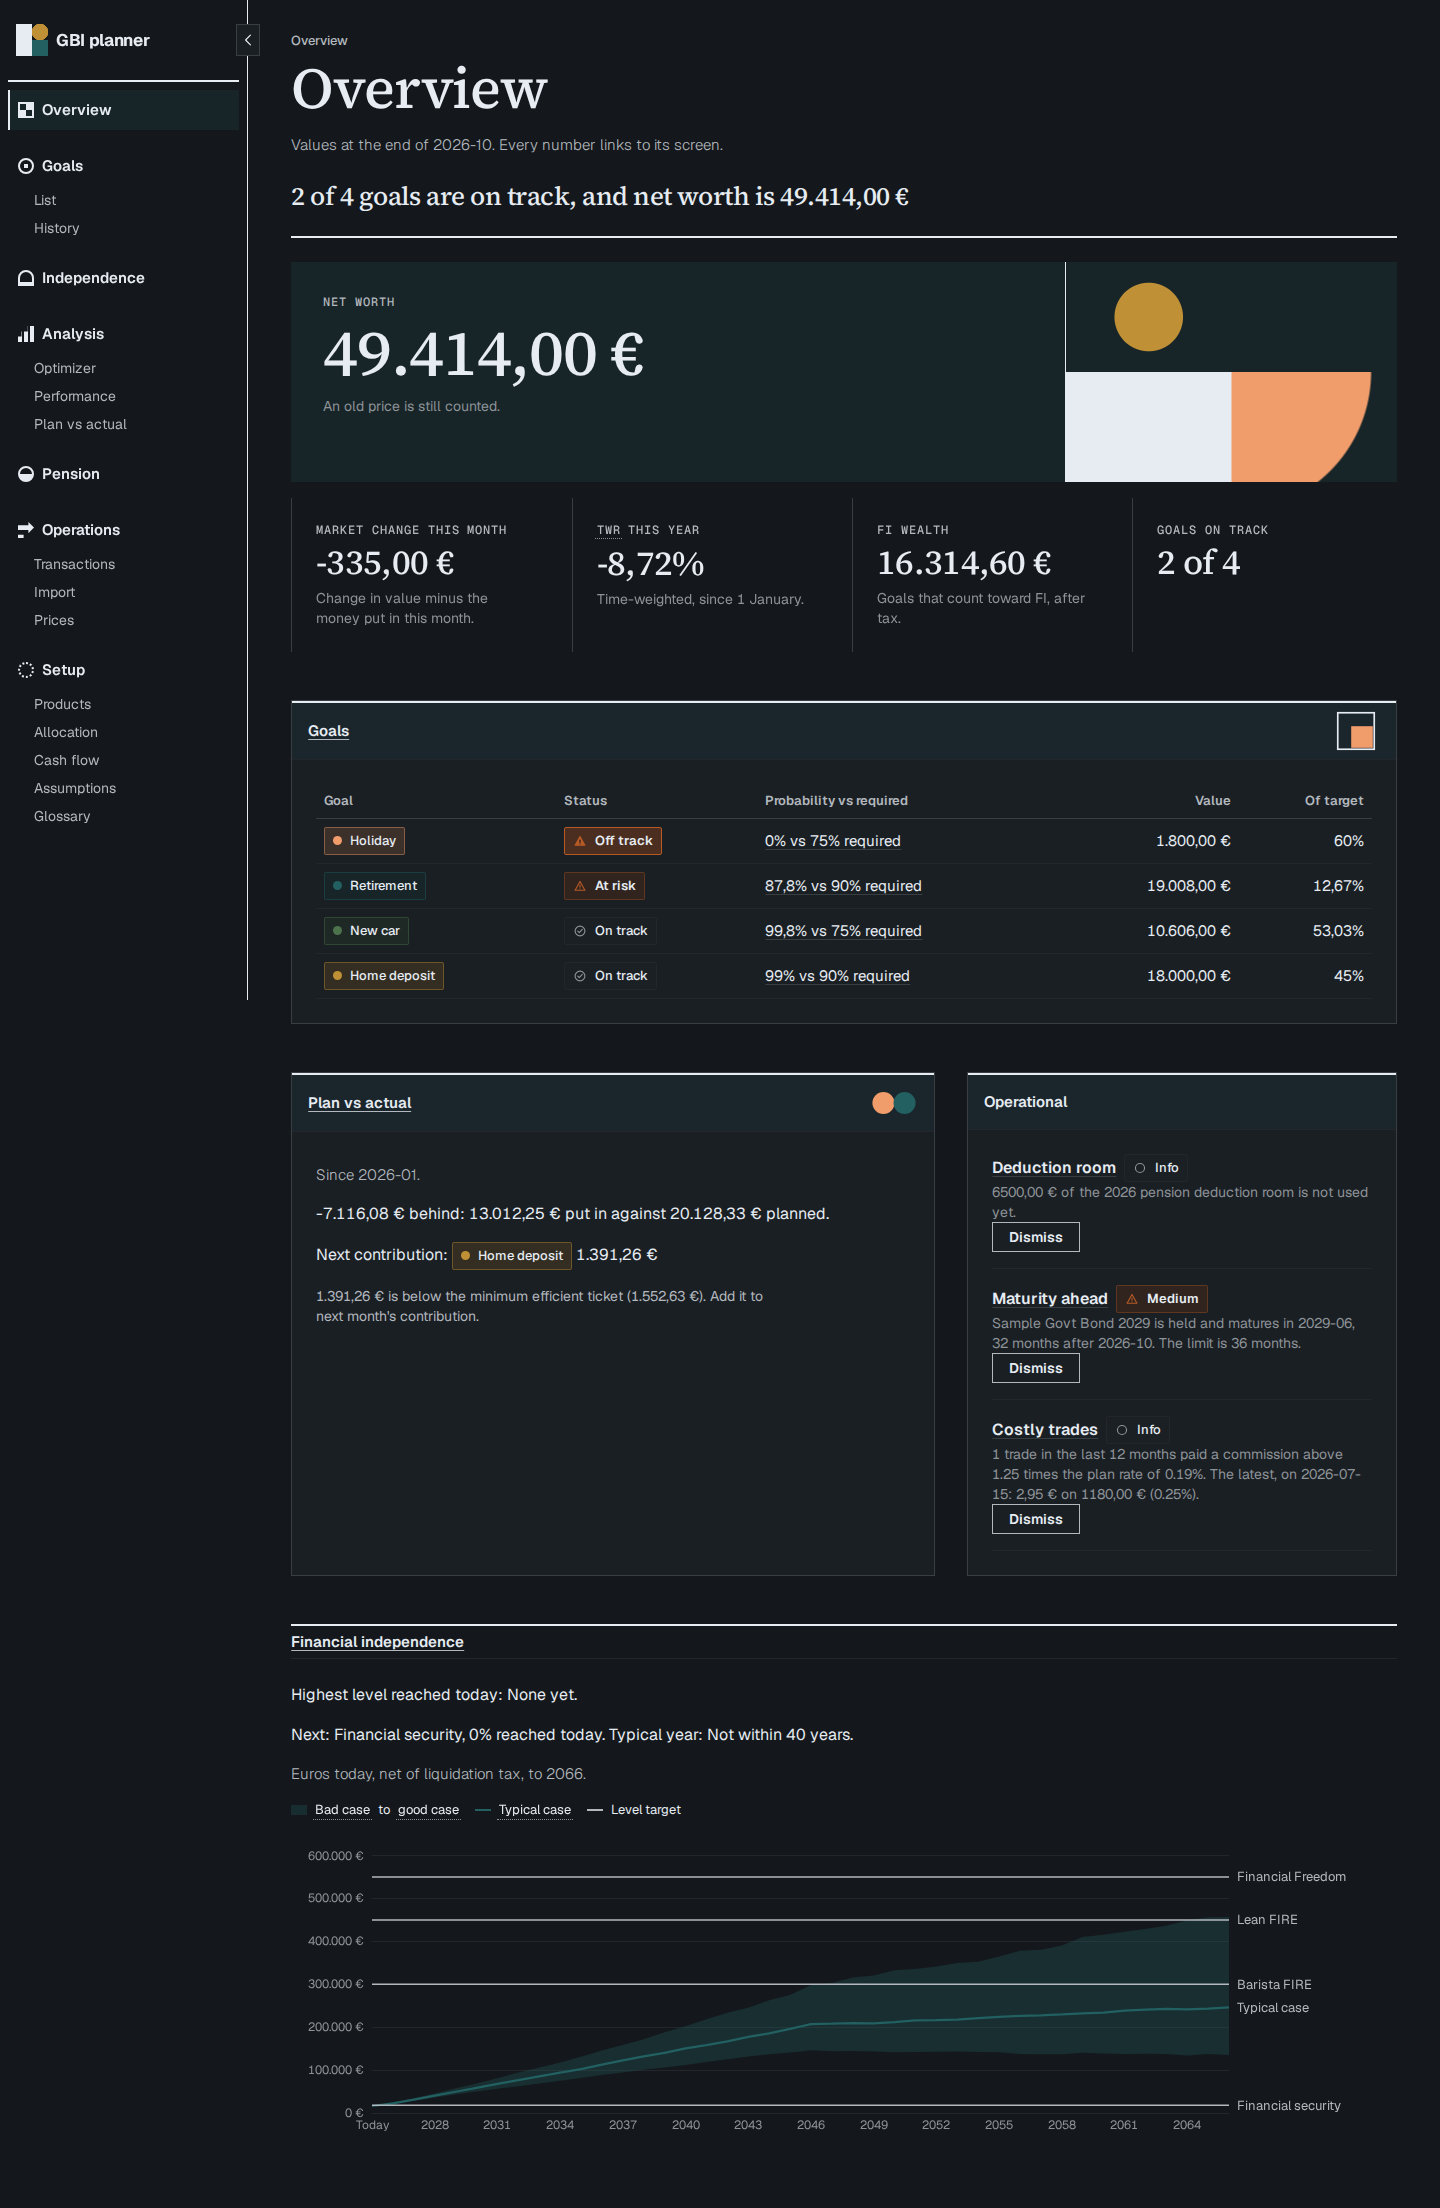 GBI planner
Overview
Goals
List
History
Independence
Analysis
Optimizer
Performance
Plan vs actual
Pension
Operations
Transactions
Import
Prices
Setup
Products
Allocation
Cash flow
Assumptions
Glossary
Overview
Overview
Values at the end of 2026-10. Every number links to its screen.
2 of 4 goals are on track, and net worth is 49.414,00 €
NET WORTH
49.414,00 €
An old price is still counted.
MARKET CHANGE THIS MONTH
-335,00 €
Change in value minus the
money put in this month.
TWR THIS YEAR
-8,72%
Time-weighted, since 1 January.
FI WEALTH
16.314,60 €
Goals that count toward FI, after
tax.
GOALS ON TRACK
2 of 4
Goals
Goal Status Probability vs required Value Of target
Holiday Off track 0% vs 75% required 1.800,00 € 60%
Retirement At risk 87,8% vs 90% required 19.008,00 € 12,67%
New car On track 99,8% vs 75% required 10.606,00 € 53,03%
Home deposit On track 99% vs 90% required 18.000,00 € 45%
Plan vs actual
Since 2026-01.
-7.116,08 € behind: 13.012,25 € put in against 20.128,33 € planned.
Next contribution: Home deposit 1.391,26 €
1.391,26 € is below the minimum efficient ticket (1.552,63 €). Add it to
next month's contribution.
Operational
Deduction room Info
6500,00 € of the 2026 pension deduction room is not used
yet.
Dismiss
Maturity ahead Medium
Sample Govt Bond 2029 is held and matures in 2029-06,
32 months after 2026-10. The limit is 36 months.
Dismiss
Costly trades Info
1 trade in the last 12 months paid a commission above
1.25 times the plan rate of 0.19%. The latest, on 2026-07-
15: 2,95 € on 1180,00 € (0.25%).
Dismiss
Financial independence
Highest level reached today: None yet.
Next: Financial security, 0% reached today. Typical year: Not within 40 years.
Euros today, net of liquidation tax, to 2066.
Bad case to good case Typical case Level target
600.000 €
Financial Freedom
500.000 €
Lean FIRE
400.000 €
300.000 € Barista FIRE
Typical case
200.000 €
100.000 €
Financial security
0 €
Today 2028 2031 2034 2037 2040 2043 2046 2049 2052 2055 2058 2061 2064